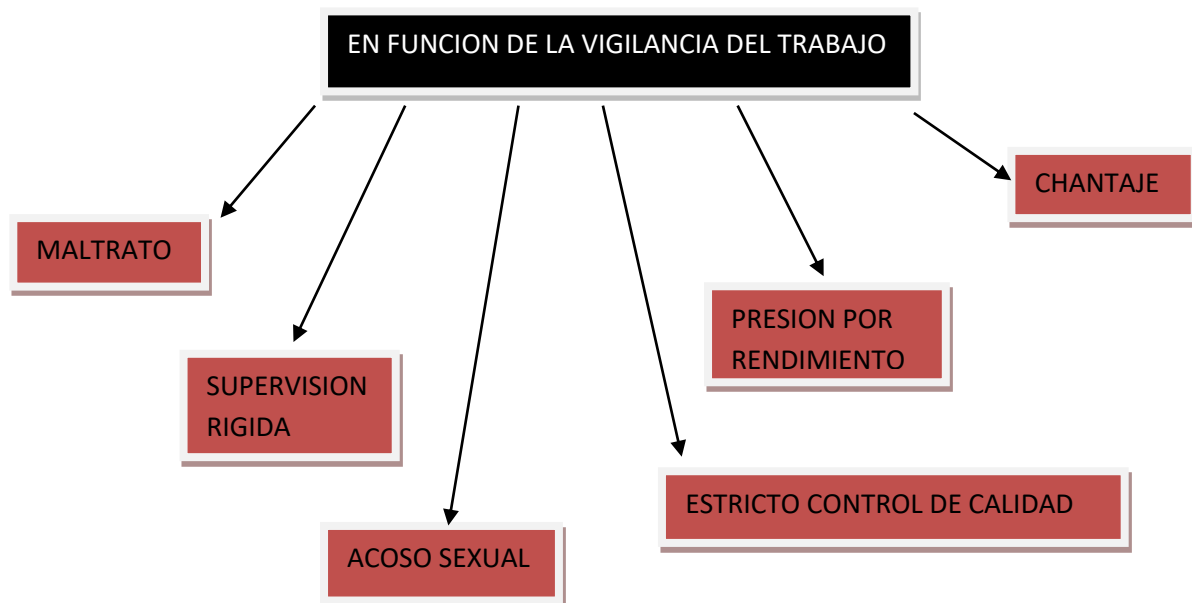 EN FUNCION DE LA VIGILANCIA DEL TRABAJO
CHANTAJE
MALTRATO
PRESION POR
RENDIMIENTO
SUPERVISION
RIGIDA
ESTRICTO CONTROL DE CALIDAD
ACOSO SEXUAL